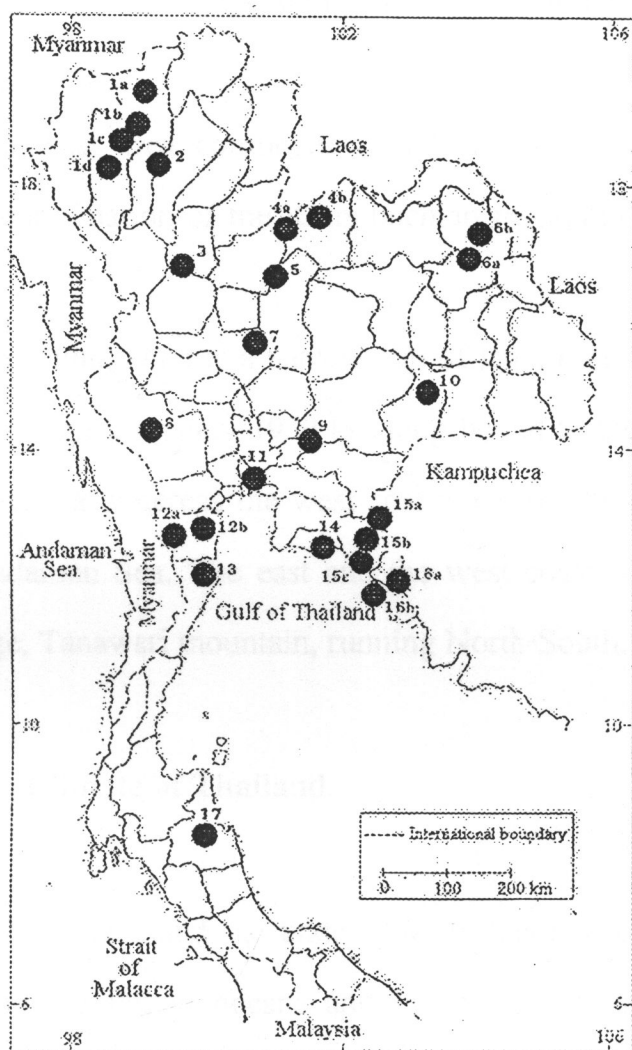 98 102 106
Myanmar
1a
1b
1c
1d
2
Laos
18 18
4a
4b
6b
6a
3
5
Laos
Myanmar
7
10
8
14 14
9
11
Kampuchea
12a
12b
15a
14
15b
Andaman
Sea
Myanmar
13
15c
16a
Gulf of Thailand
16b
10 10
17
International boundary
0 100 200 km
Strait
of
Malacca
6 6
98 Malaysia 102 106